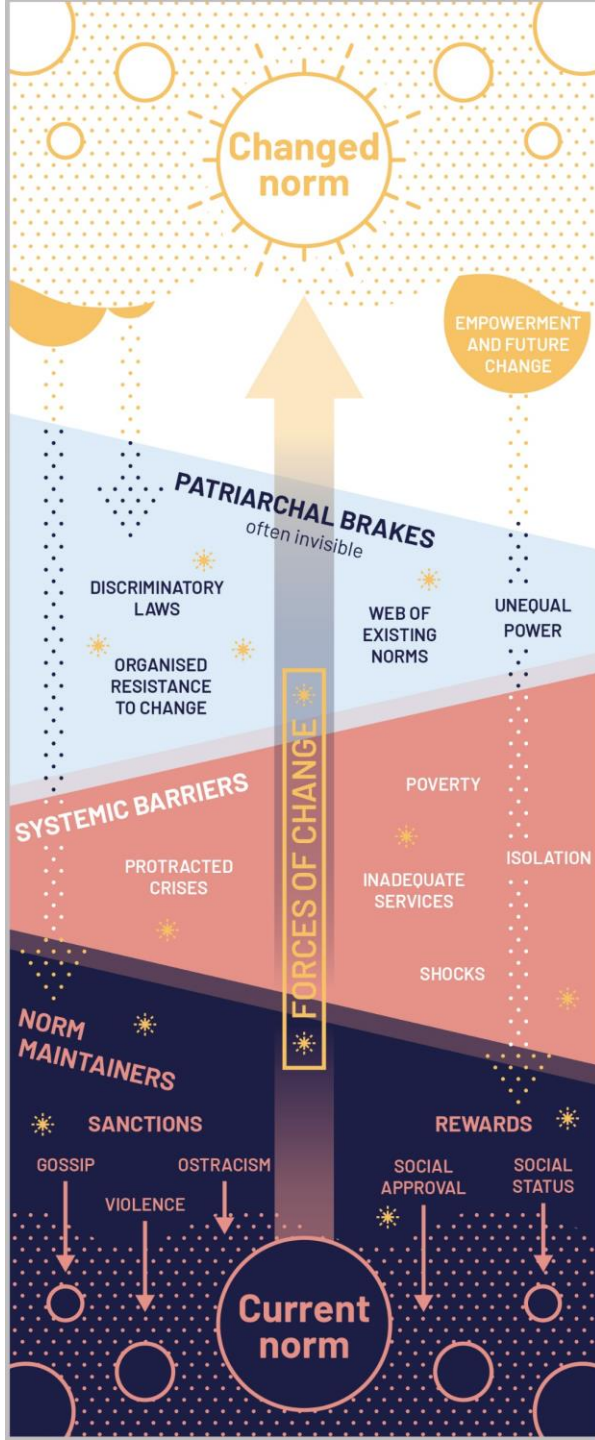 Changed
norm
EMPOWERMENT
AND FUTURE
CHANGE
PATRIARCHAL BRAKES
often invisible
DISCRIMINATORY
LAWS
ORGANISED
RESISTANCE
TO CHANGE
WEB OF
EXISTING
NORMS
UNEQUAL
POWER
FORCES OF CHANGE
SYSTEMIC BARRIERS
PROTRACTED
CRISES
POVERTY
INADEQUATE
SERVICES
ISOLATION
SHOCKS
NORM
MAINTAINERS
SANCTIONS
GOSSIP
VIOLENCE
OSTRACISM
REWARDS
SOCIAL
APPROVAL
SOCIAL
STATUS
Current
norm